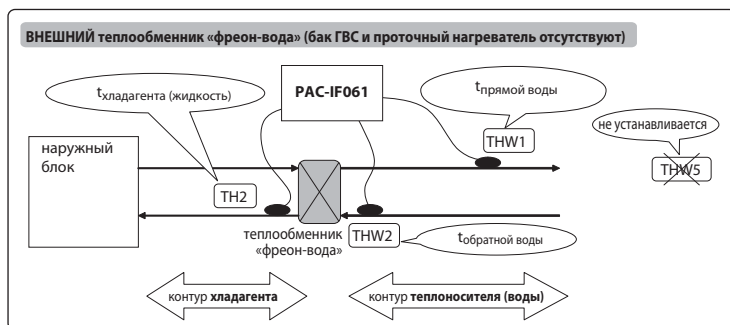 ВНЕШНИЙ теплообменник «фреон-вода» (бак ГВС и проточный нагреватель отсутствуют)
tхладагента (жидкость)
PAC-IF061
tпрямой воды
THW1
не устанавливается
THW5
наружный
блок
TH2
теплообменник
«фреон-вода»
THW2
tобратной воды
контур хладагента
контур теплоносителя (воды)